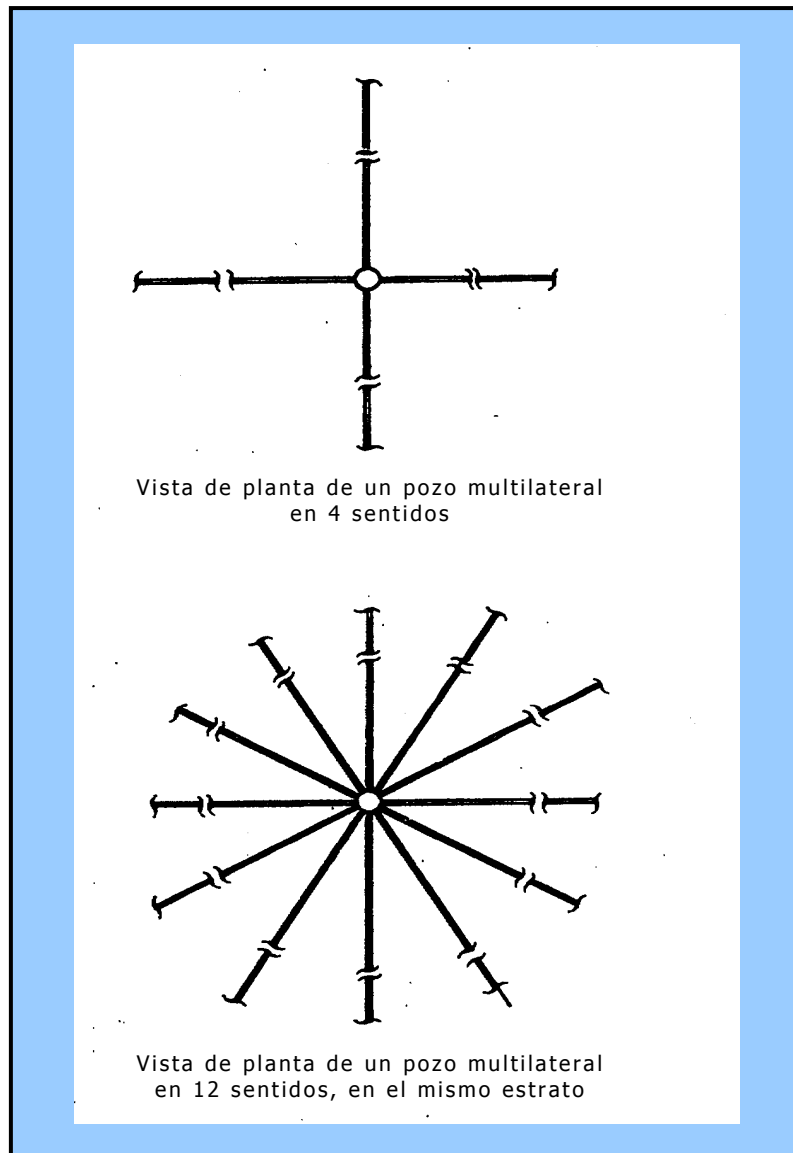 Vista de planta de un pozo multilateral
en 4 sentidos
Vista de planta de un pozo multilateral
en 12 sentidos, en el mismo estrato